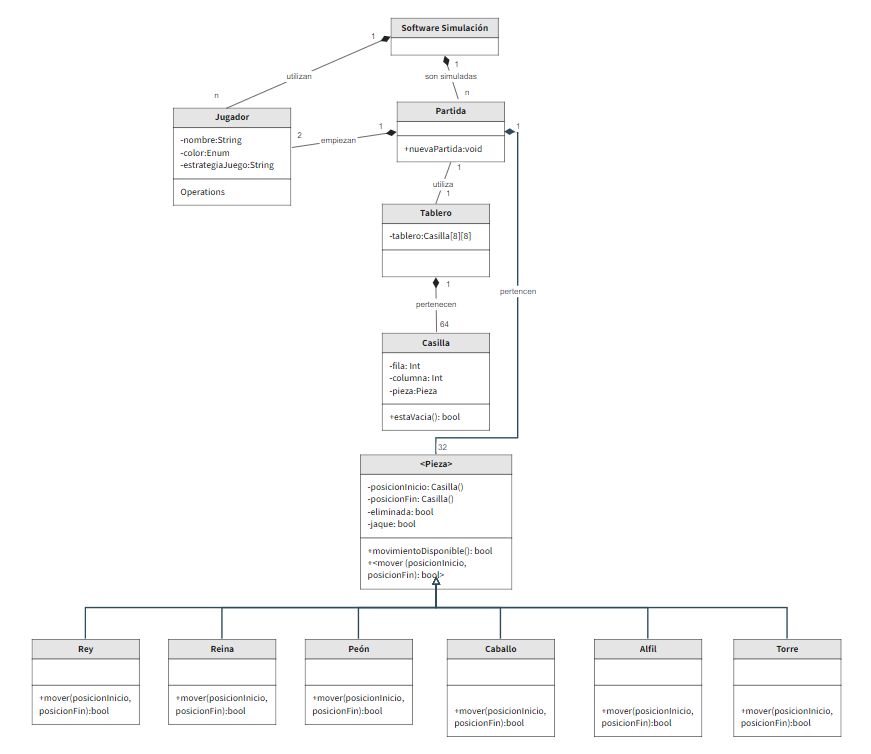 Software Simulación
1
1
utilizan
son simuladas
n
n
Jugador
-nombre:String
-color:Enum
-estrategiaJuego:String
Operations
2
empiezan
1
Partida
+nuevaPartida:void
1
1
utiliza
1
Tablero
-tablero:Casilla[8][8]
1
pertenecen
pertencen
64
Casilla
-fila: Int
-columna: Int
-pieza:Pieza
+estaVacia(): bool
32
<Pieza>
-posicionInicio: Casilla()
-posicionFin: Casilla()
-eliminada: bool
-jaque: bool
+movimientoDisponible(): bool
+<mover (posicionInicio,
posicionFin): bool>
Rey
+mover(posicionInicio,
posicionFin):bool
Reina
+mover(posicionInicio,
posicionFin):bool
Peón
+mover(posicionInicio,
posicionFin):bool
Caballo
+mover(posicionInicio,
posicionFin):bool
Alfil
+mover(posicionInicio,
posicionFin):bool
Torre
+mover(posicionInicio,
posicionFin):bool